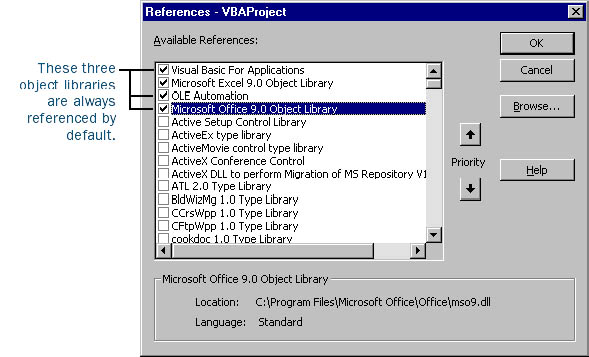 References - VBAProject
Available References:
These three
object libraries
are always
referenced by
default.
Visual Basic For Applications
Microsoft Excel 9.0 Object Library
OLE Automation
Microsoft Office 9.0 Object Library
Active Setup Control Library
ActiveEx type library
ActiveMovie control type library
ActiveX Conference Control
ActiveX DLL to perform Migration of MS Repository V1
ATL 2.0 Type Library
BldWizMg 1.0 Type Library
CCrsWpp 1.0 Type Library
CFtpWpp 1.0 Type Library
cookdoc 1.0 Type Library
Priority
OK
Cancel
Browse...
Help
Microsoft Office 9.0 Object Library
Location: C:\Program Files\Microsoft Office\Office\mso9.dll
Language: Standard